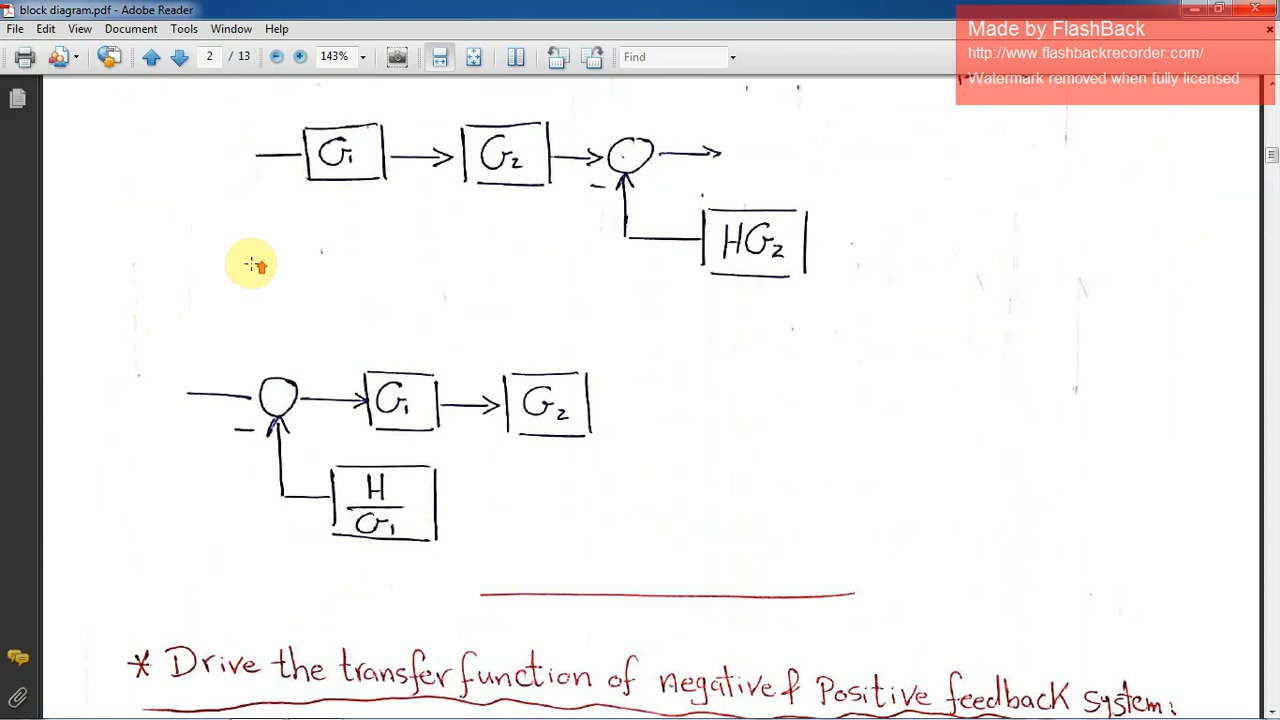 block diagram.pdf - Adobe Reader
File Edit View Document Tools Window Help
2 / 13 143% Find
Made by FlashBack
http://www.flashbackrecorder.com/
Watermark removed when fully licensed
G1 G2
-
HG2
G1 G2
-
H
G1
* Drive the transfer function of negative & Positive feedback system: